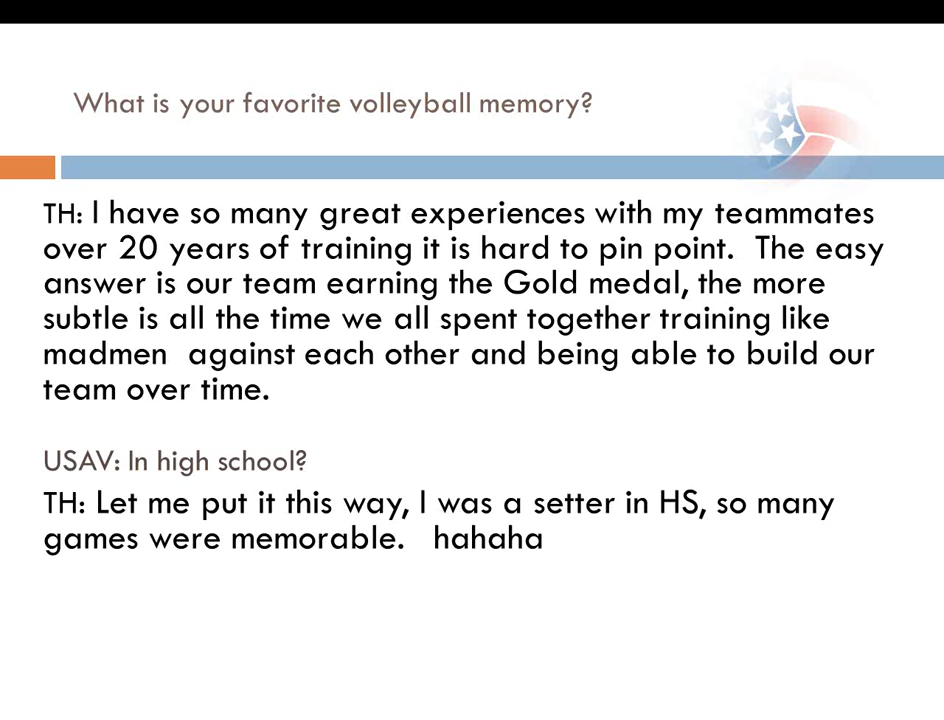 What is your favorite volleyball memory?
TH: I have so many great experiences with my teammates
over 20 years of training it is hard to pin point.  The easy
answer is our team earning the Gold medal, the more
subtle is all the time we all spent together training like
madmen  against each other and being able to build our
team over time.
USAV: In high school?
TH: Let me put it this way, I was a setter in HS, so many
games were memorable.   hahaha